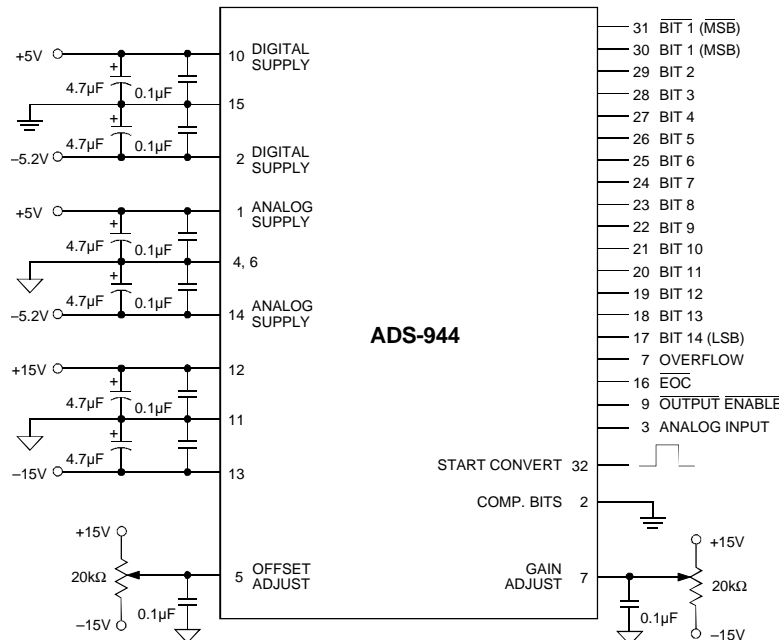 +5V
10 DIGITAL SUPPLY
4.7µF
0.1µF
15
4.7µF
0.1µF
–5.2V
2 DIGITAL SUPPLY
+5V
1 ANALOG SUPPLY
4.7µF
0.1µF
4, 6
4.7µF
0.1µF
–5.2V
14 ANALOG SUPPLY
+15V
12
4.7µF
0.1µF
11
4.7µF
–15V
13
+15V
20kΩ
–15V
0.1µF
5 OFFSET ADJUST
ADS-944
31 BIT 1 (MSB)
30 BIT 1 (MSB)
29 BIT 2
28 BIT 3
27 BIT 4
26 BIT 5
25 BIT 6
24 BIT 7
23 BIT 8
22 BIT 9
21 BIT 10
20 BIT 11
19 BIT 12
18 BIT 13
17 BIT 14 (LSB)
7 OVERFLOW
16 EOC
9 OUTPUT ENABLE
3 ANALOG INPUT
START CONVERT 32
COMP. BITS 2
GAIN ADJUST 7
+15V
20kΩ
0.1µF
–15V
+
+
+
+
+
+